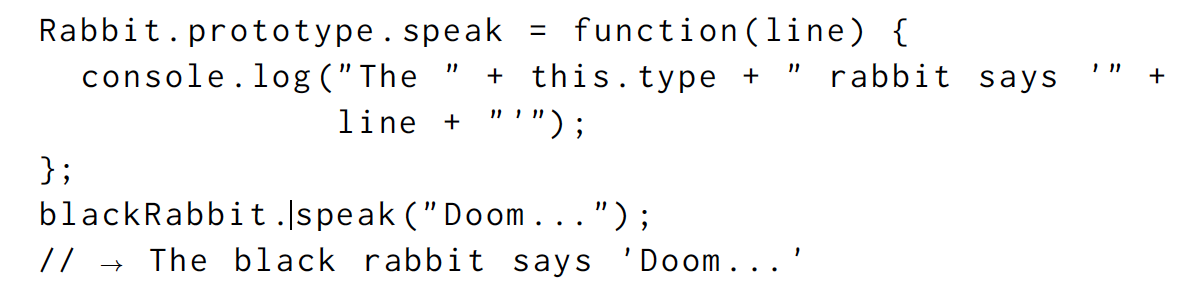 Rabbit.prototype.speak = function(line) {
  console.log("The " + this.type + " rabbit says '" +
              line + "'");
};
blackRabbit.speak("Doom...");
// → The black rabbit says 'Doom...'